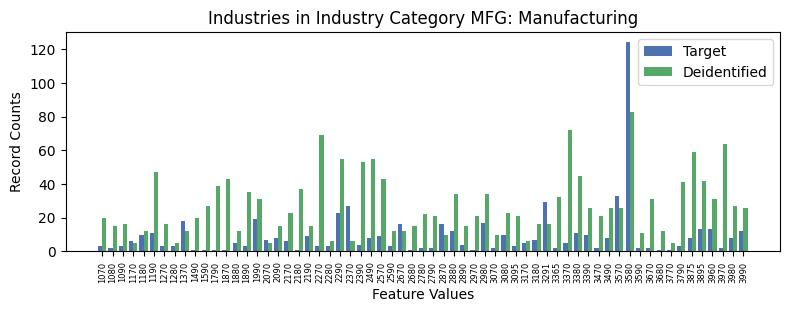 Industries in Industry Category MFG: Manufacturing
Target
Deidentified
Record Counts
120
100
80
60
40
20
0
1070 1080 1090 1170 1180 1190 1270 1280 1370 1490 1590 1790 1870 1880 1890 1990 2070 2090 2170 2180 2190 2270 2280 2290 2370 2390 2490 2570 2590 2670 2680 2780 2790 2870 2880 2890 2970 2980 3070 3080 3095 3170 3180 3291 3365 3370 3380 3390 3470 3490 3570 3580 3590 3670 3680 3770 3790 3875 3895 3960 3970 3980 3990
Feature Values